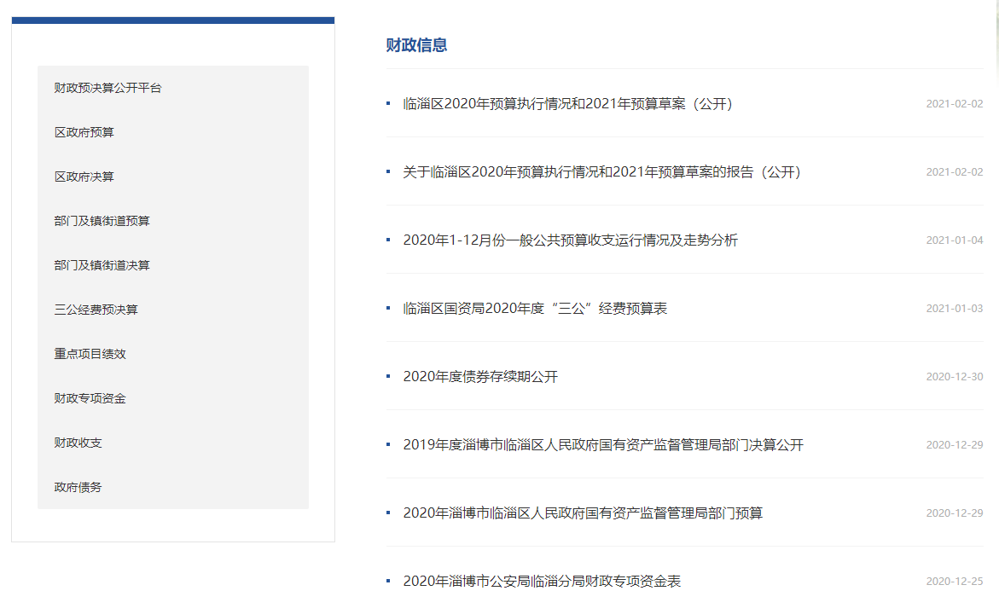 财政预决算公开平台
区政府预算
区政府决算
部门及镇街道预算
部门及镇街道决算
三公经费预决算
重点项目绩效
财政专项资金
财政收支
政府债务
财政信息
临淄区2020年预算执行情况和2021年预算草案（公开） 2021-02-02
关于临淄区2020年预算执行情况和2021年预算草案的报告（公开） 2021-02-02
2020年1-12月份一般公共预算收支运行情况及走势分析 2021-01-04
临淄区国资局2020年度“三公”经费预算表 2021-01-03
2020年度债券存续期公开 2020-12-30
2019年度淄博市临淄区人民政府国有资产监督管理局部门决算公开 2020-12-29
2020年淄博市临淄区人民政府国有资产监督管理局部门预算 2020-12-29
2020年淄博市公安局临淄分局财政专项资金表 2020-12-25